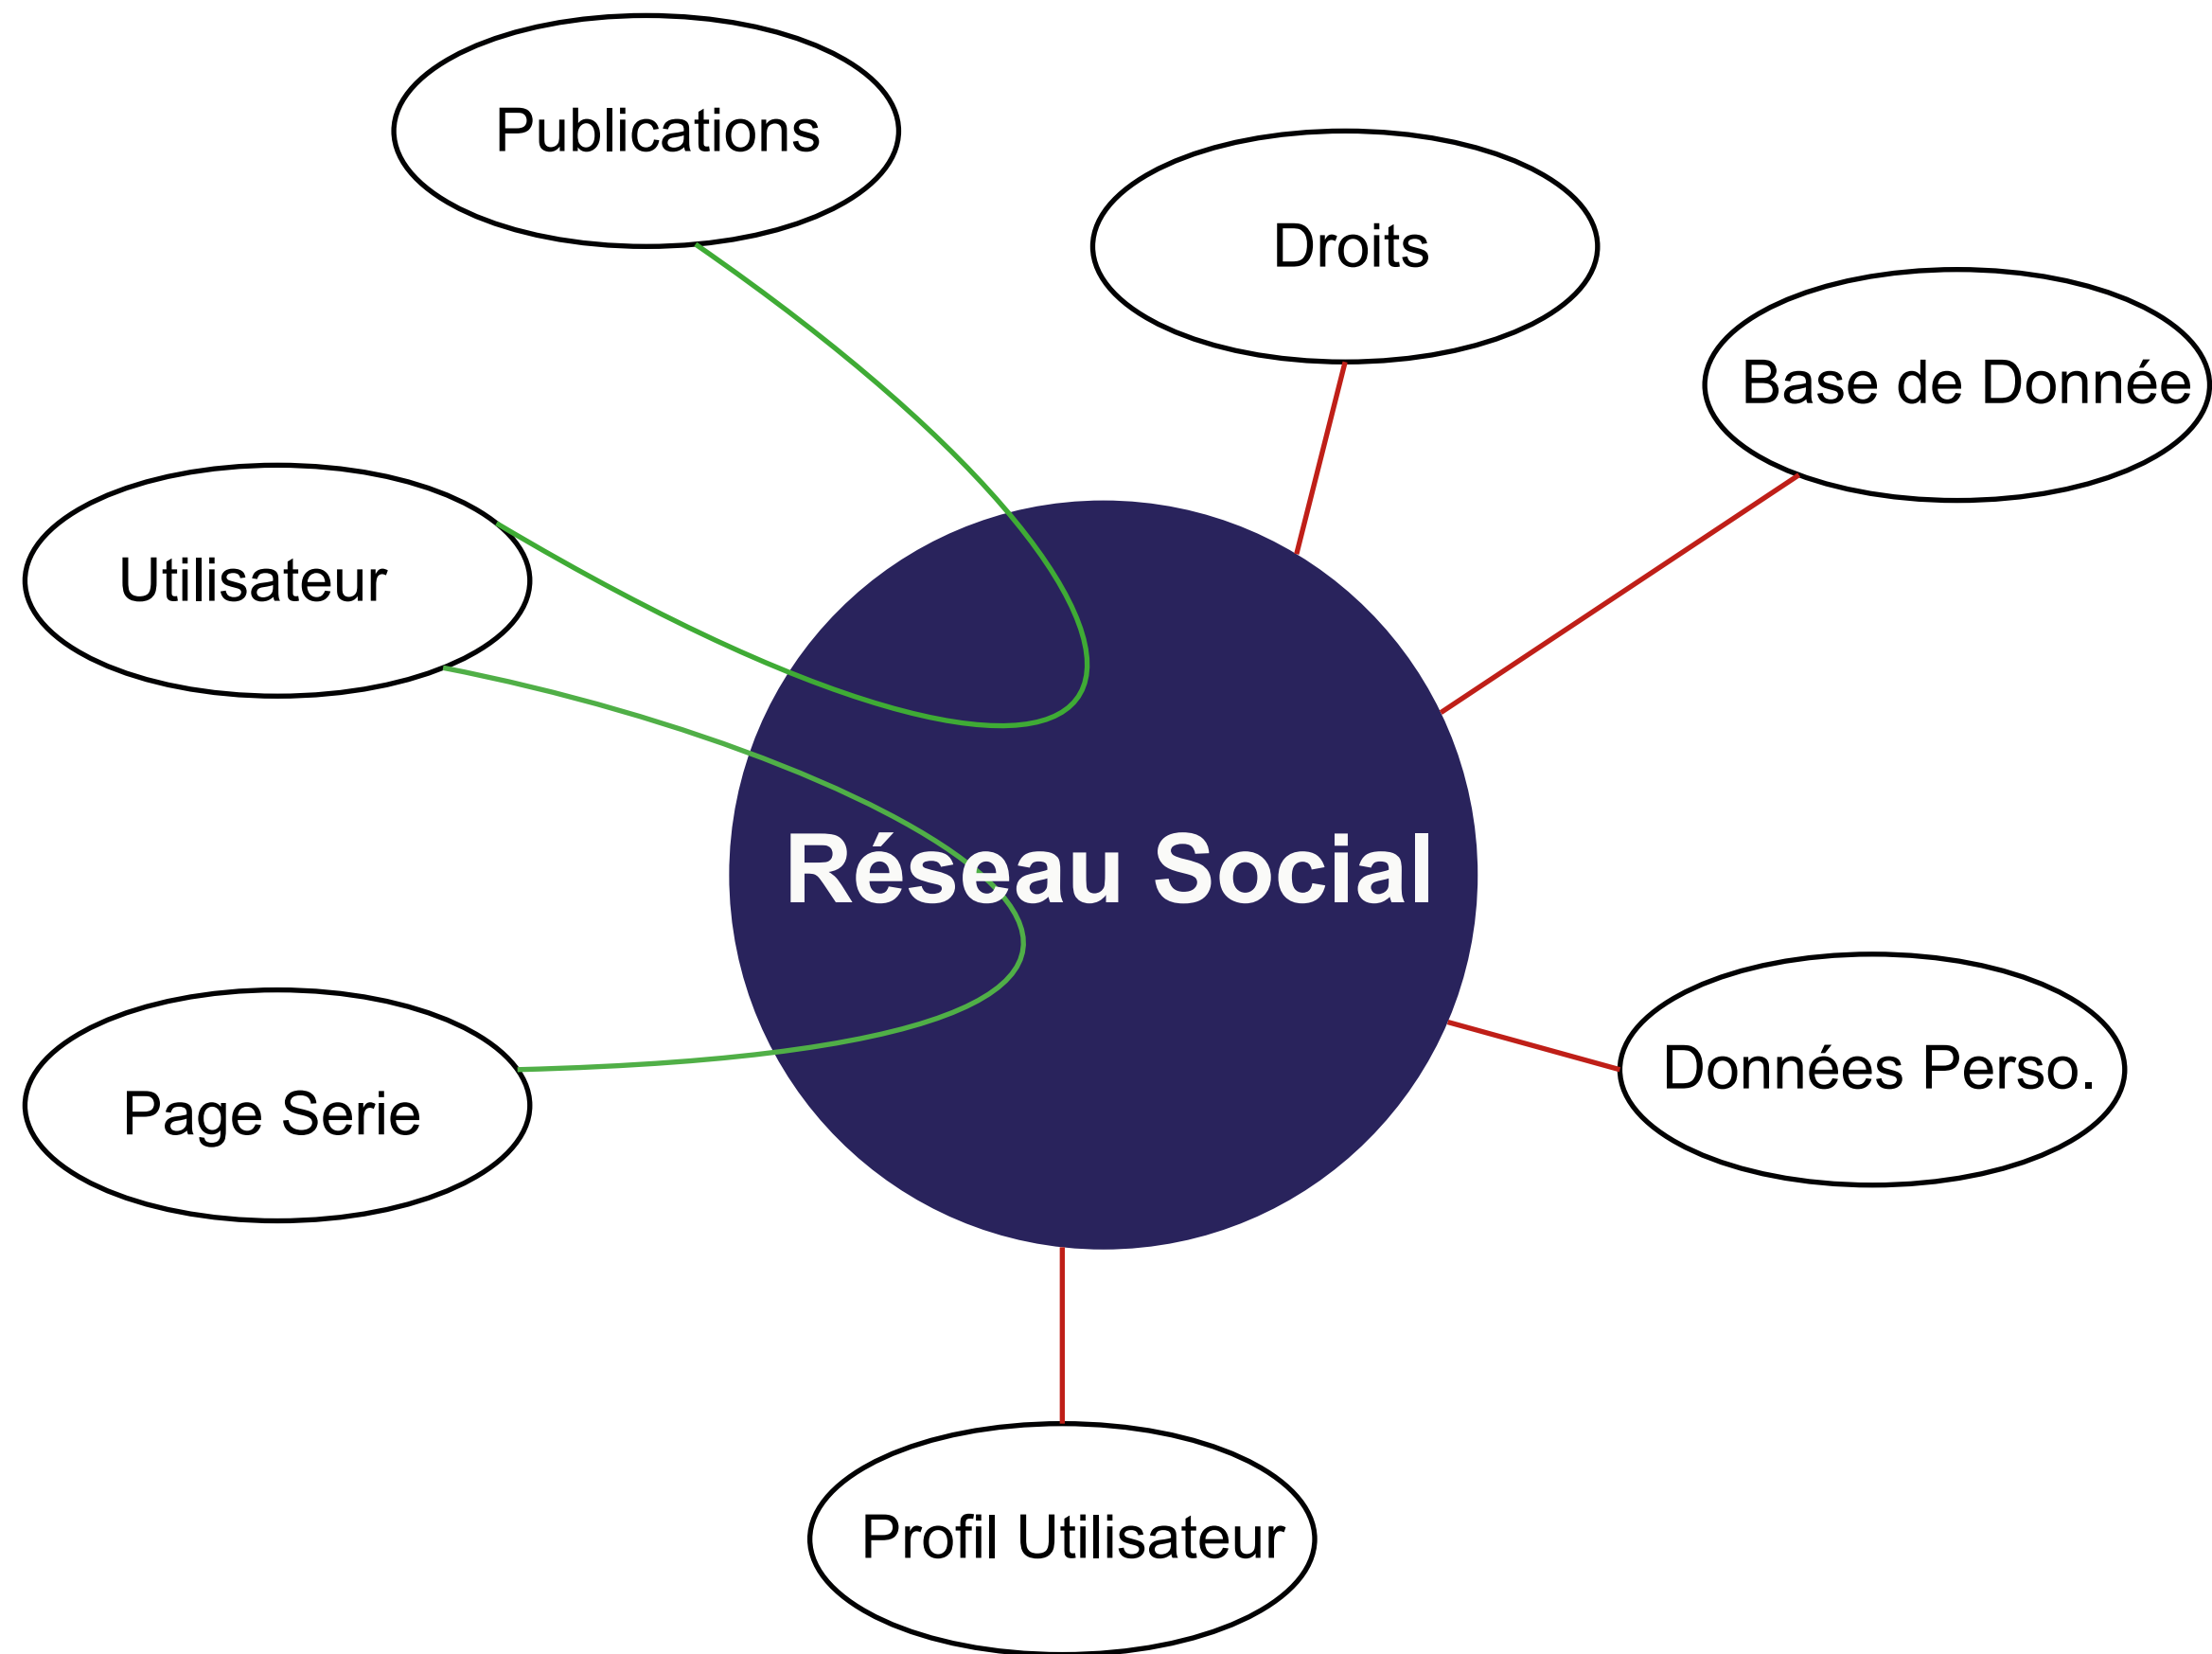 Publications
Droits
Base de Donnée
Utilisateur
Réseau Social
Données Perso.
Page Serie
Profil Utilisateur